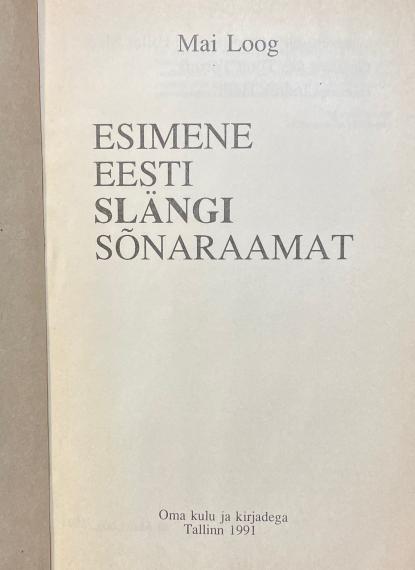 Mai Loog
ESIMENE
EESTI
SLÄNGI
SÕNARAAMAT
Oma kulu ja kirjadega
Tallinn 1991